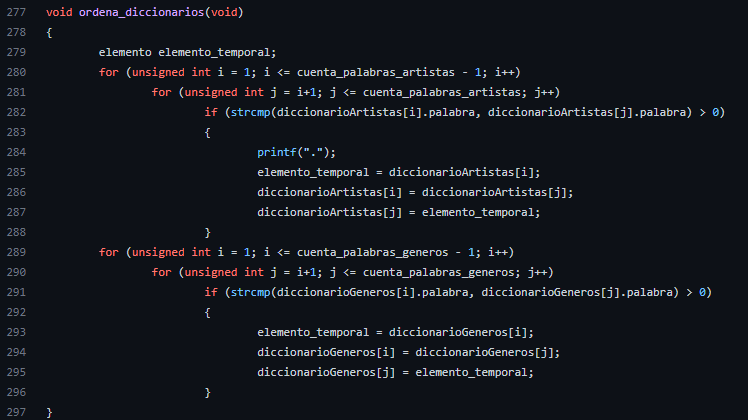 277 void ordena_diccionarios(void)
278 {
279 elemento elemento_temporal;
280 for (unsigned int i = 1; i <= cuenta_palabras_artistas - 1; i++)
281 for (unsigned int j = i+1; j <= cuenta_palabras_artistas; j++)
282 if (strcmp(diccionarioArtistas[i].palabra, diccionarioArtistas[j].palabra) > 0)
283 {
284 printf(".");
285 elemento_temporal = diccionarioArtistas[i];
286 diccionarioArtistas[i] = diccionarioArtistas[j];
287 diccionarioArtistas[j] = elemento_temporal;
288 }
289 for (unsigned int i = 1; i <= cuenta_palabras_generos - 1; i++)
290 for (unsigned int j = i+1; j <= cuenta_palabras_generos; j++)
291 if (strcmp(diccionarioGeneros[i].palabra, diccionarioGeneros[j].palabra) > 0)
292 {
293 elemento_temporal = diccionarioGeneros[i];
294 diccionarioGeneros[i] = diccionarioGeneros[j];
295 diccionarioGeneros[j] = elemento_temporal;
296 }
297 }